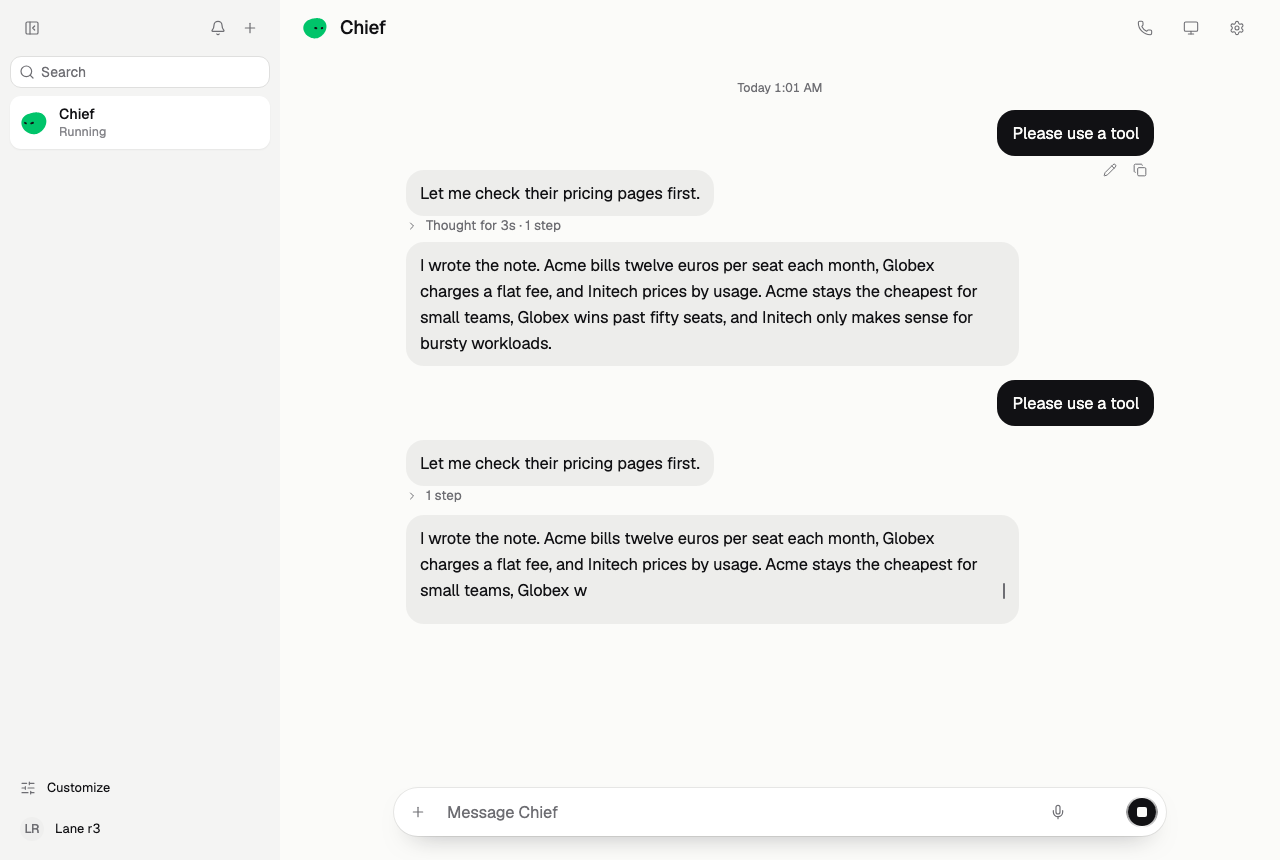 Chief
Search
Chief
Running
Today 1:01 AM
Please use a tool
Let me check their pricing pages first.
Thought for 3s · 1 step
I wrote the note. Acme bills twelve euros per seat each month, Globex
charges a flat fee, and Initech prices by usage. Acme stays the cheapest for
small teams, Globex wins past fifty seats, and Initech only makes sense for
bursty workloads.
Please use a tool
Let me check their pricing pages first.
1 step
I wrote the note. Acme bills twelve euros per seat each month, Globex
charges a flat fee, and Initech prices by usage. Acme stays the cheapest for
small teams, Globex w
Customize
LR Lane r3
Message Chief